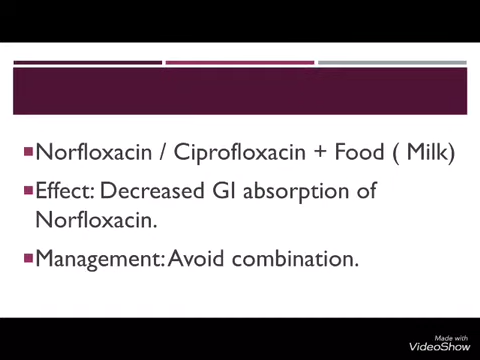 Norfloxacin / Ciprofloxacin + Food ( Milk)
Effect: Decreased GI absorption of
Norfloxacin.
Management: Avoid combination.
Made with
VideoShow